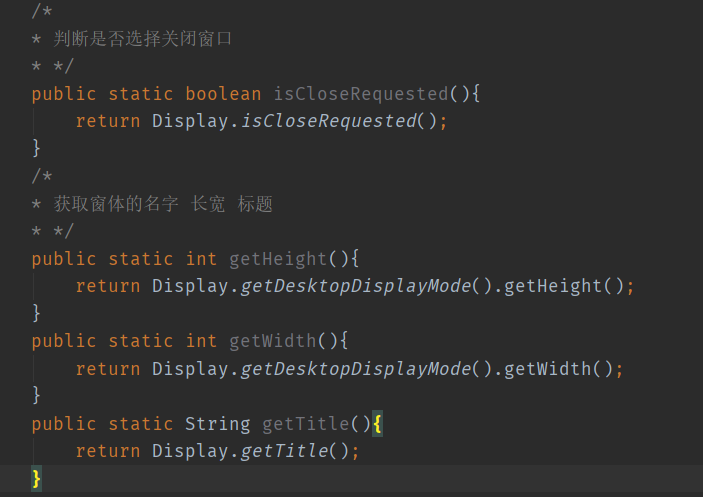 /*
* 判断是否选择关闭窗口
* */
public static boolean isCloseRequested(){
    return Display.isCloseRequested();
}
/*
* 获取窗体的名字 长宽 标题
* */
public static int getHeight(){
    return Display.getDesktopDisplayMode().getHeight();
}
public static int getWidth(){
    return Display.getDesktopDisplayMode().getWidth();
}
public static String getTitle(){
    return Display.getTitle();
}